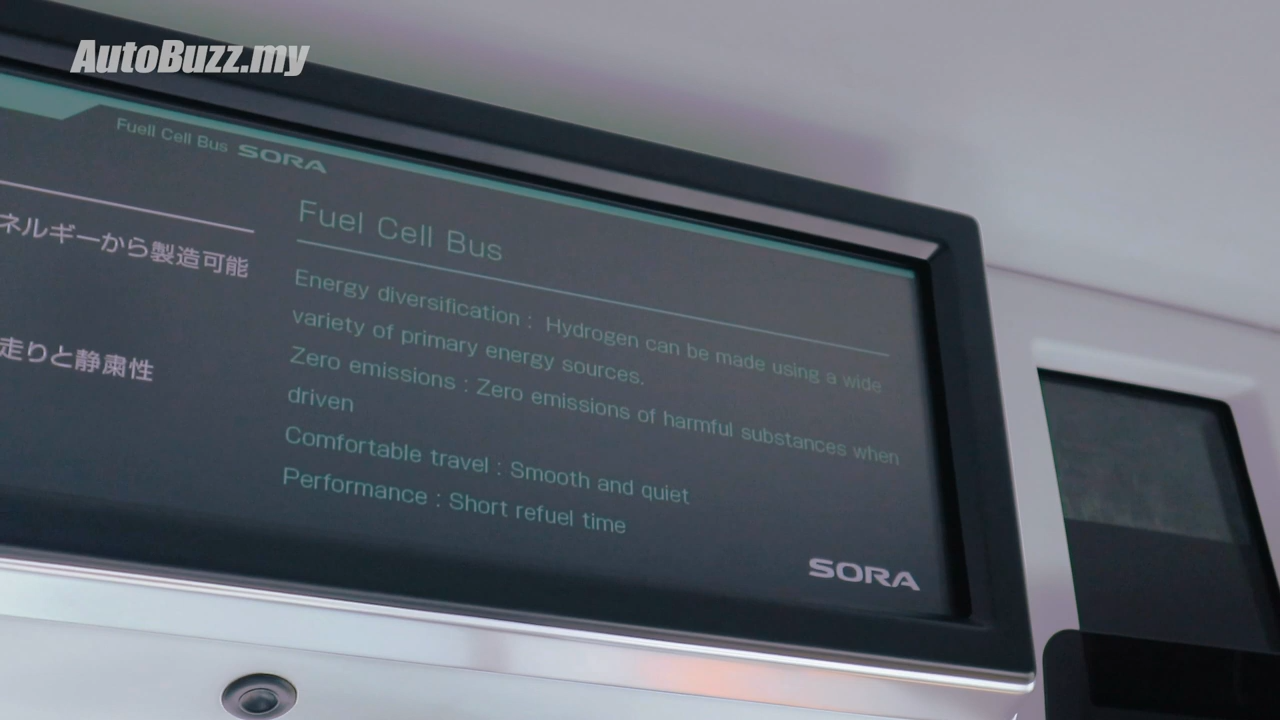 AutoBuzz.my
Fuell Cell Bus SORA
ネルギーから製造可能
走りと静粛性
Fuel Cell Bus
Energy diversification : Hydrogen can be made using a wide
variety of primary energy sources.
Zero emissions : Zero emissions of harmful substances when
driven
Comfortable travel : Smooth and quiet
Performance : Short refuel time
SORA